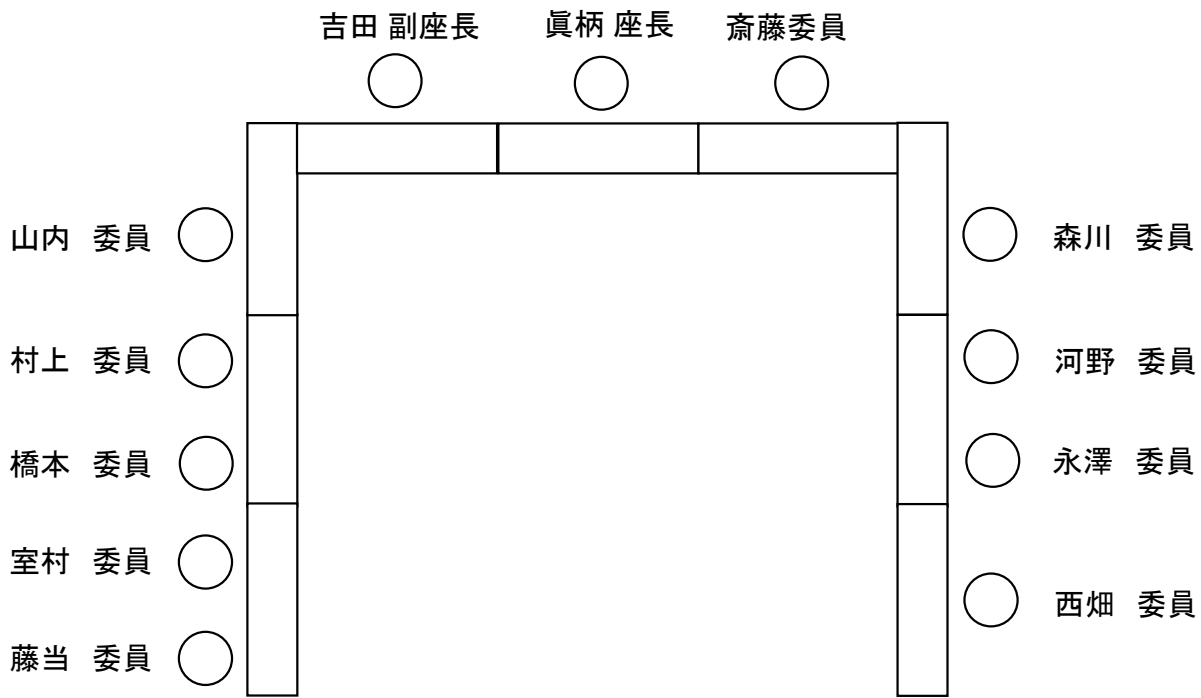 吉田 副座長 眞柄 座長 斎藤委員
山内 委員 森川 委員
村上 委員 河野 委員
橋本 委員 永澤 委員
室村 委員
西畑 委員
藤当 委員